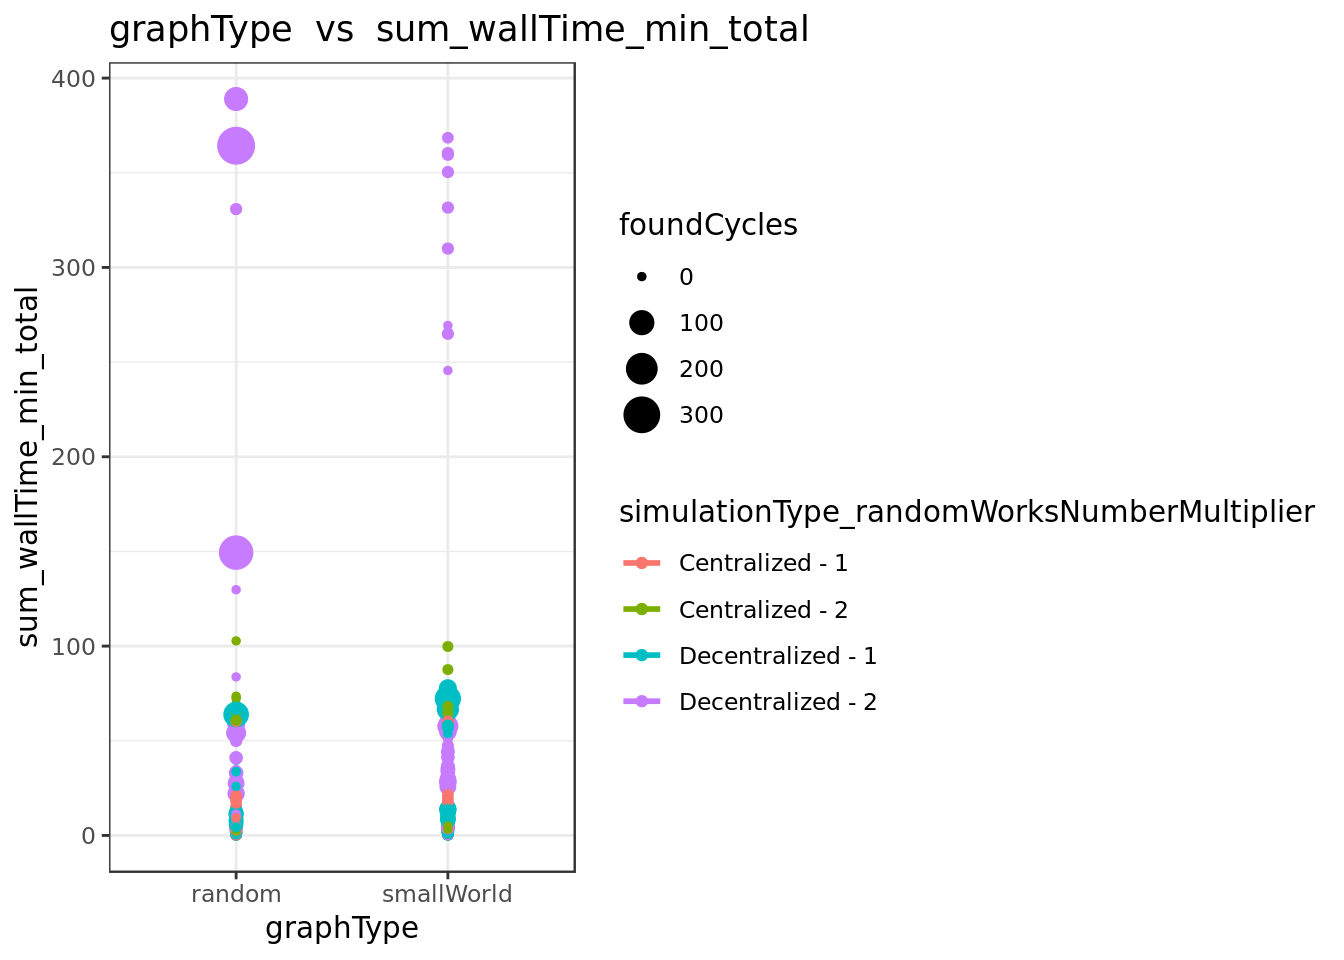 graphType vs sum_wallTime_min_total
sum_wallTime_min_total
400
300
200
100
0
random smallWorld
graphType
foundCycles
0
100
200
300
simulationType_randomWorksNumberMultiplier
Centralized - 1
Centralized - 2
Decentralized - 1
Decentralized - 2